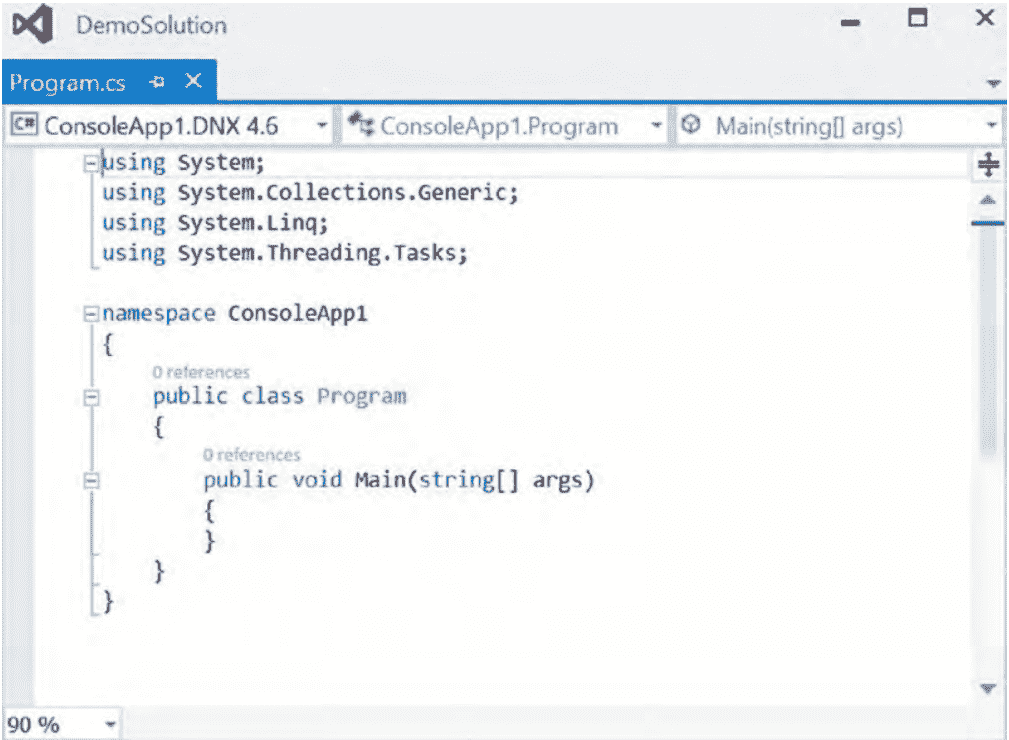 DemoSolution
Program.cs
C# ConsoleApp1.DNX 4.6 ConsoleApp1.Program Main(string[] args)
using System;
using System.Collections.Generic;
using System.Linq;
using System.Threading.Tasks;
namespace ConsoleApp1
{
0 references
public class Program
{
0 references
public void Main(string[] args)
{
}
}
}
90 %